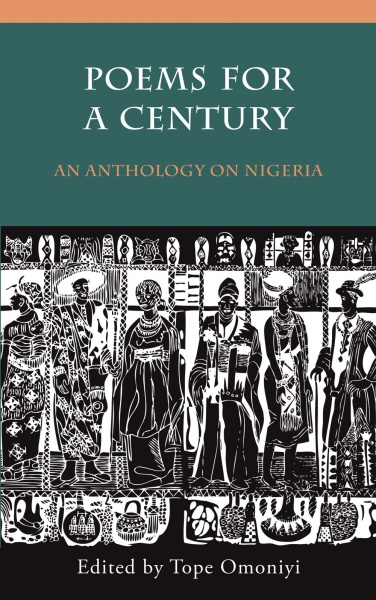 POEMS FOR
A CENTURY
AN ANTHOLOGY ON NIGERIA
Edited by Tope Omoniyi